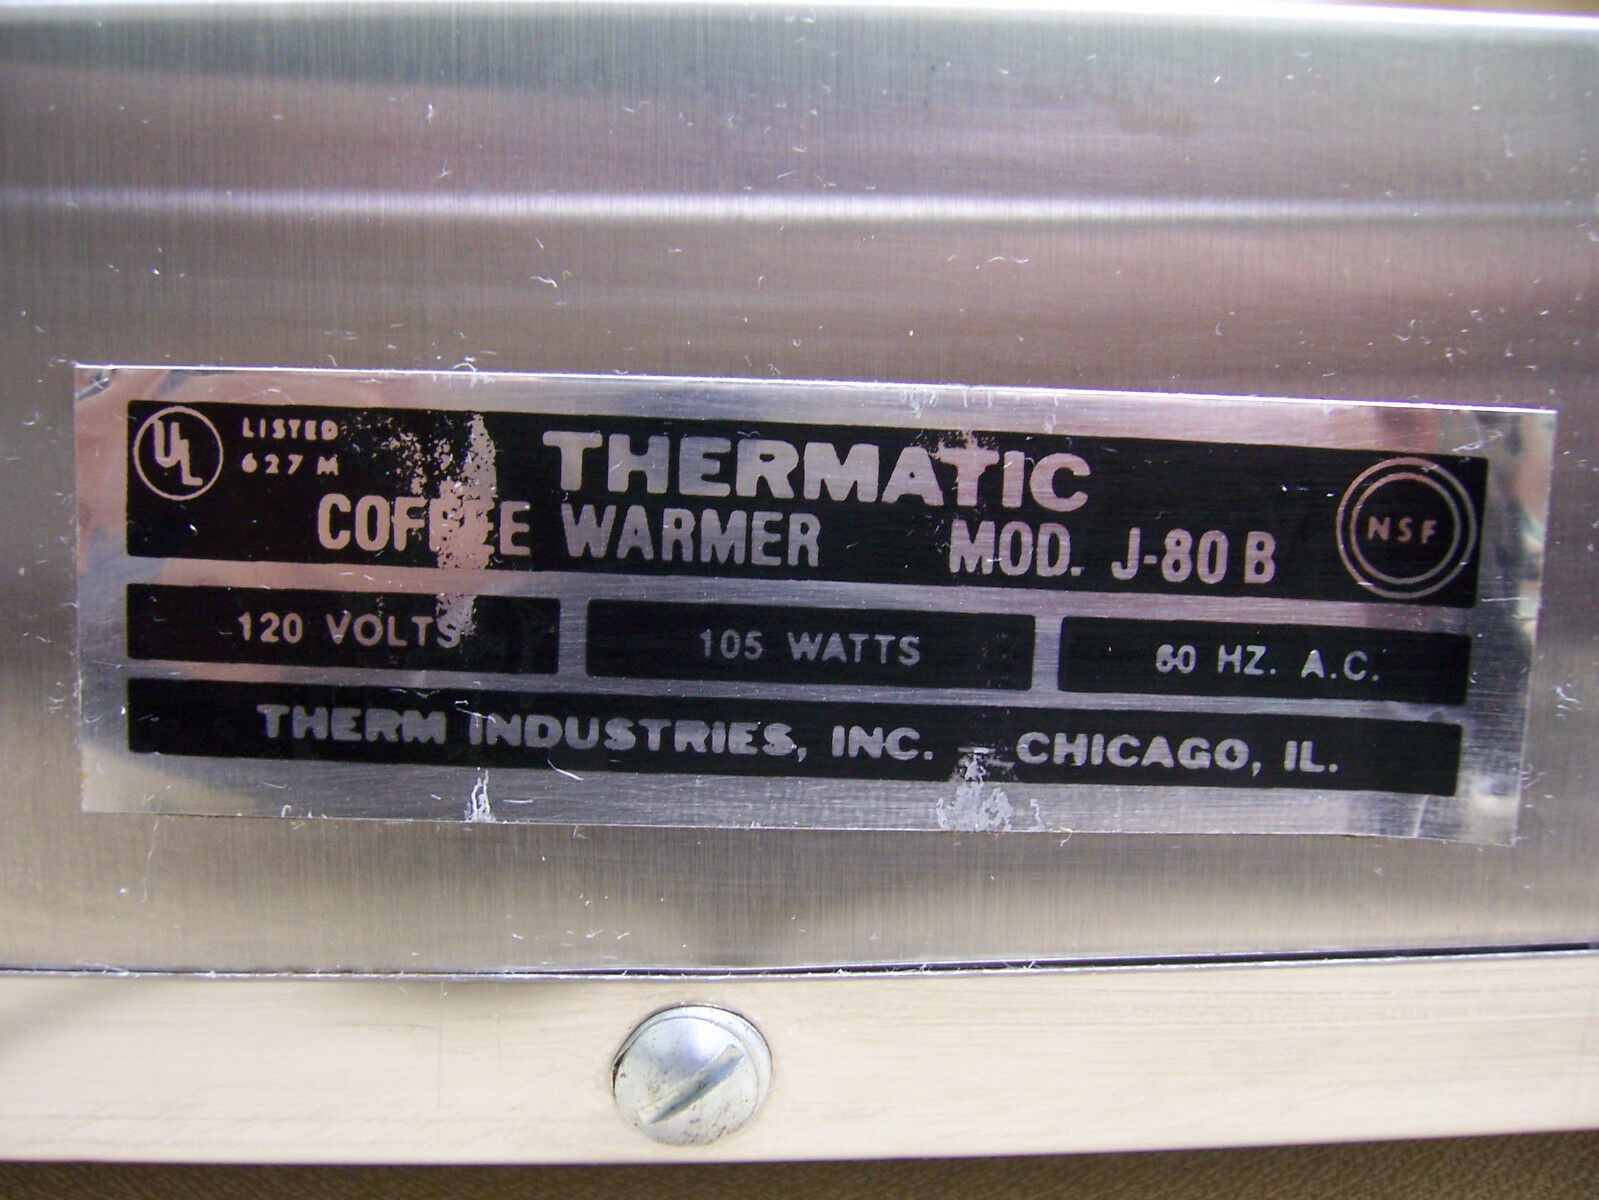 UL LISTED
627 M
THERMATIC
COFFEE WARMER MOD. J-80 B
NSF
120 VOLTS 105 WATTS 60 HZ. A.C.
THERM INDUSTRIES, INC. — CHICAGO, IL.